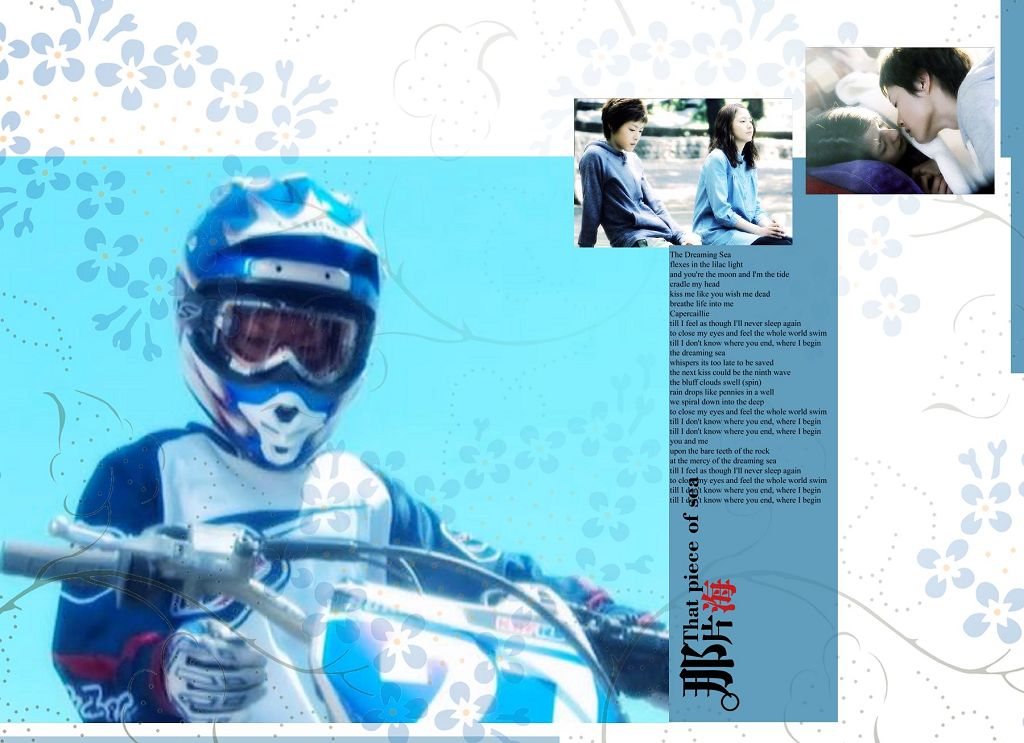 The Dreaming Sea
flexes in the lilac light
and you're the moon and I'm the tide
cradle my head
kiss me like you wish me dead
breathe life into me
Capercaillie
till I feel as though I'll never sleep again
to close my eyes and feel the whole world swim
till I don't know where you end, where I begin
the dreaming sea
whispers its too late to be saved
the next kiss could be the ninth wave
the bluff clouds swell (spin)
rain drops like pennies in a well
we spiral down into the deep
to close my eyes and feel the whole world swim
till I don't know where you end, where I begin
you and me
upon the bare teeth of the rock
at the mercy of the dreaming sea
till I feel as though I'll never sleep again
to close my eyes and feel the whole world swim
till I don't know where you end, where I begin
till I don't know where you end, where I begin
That piece of sea
那片海
2